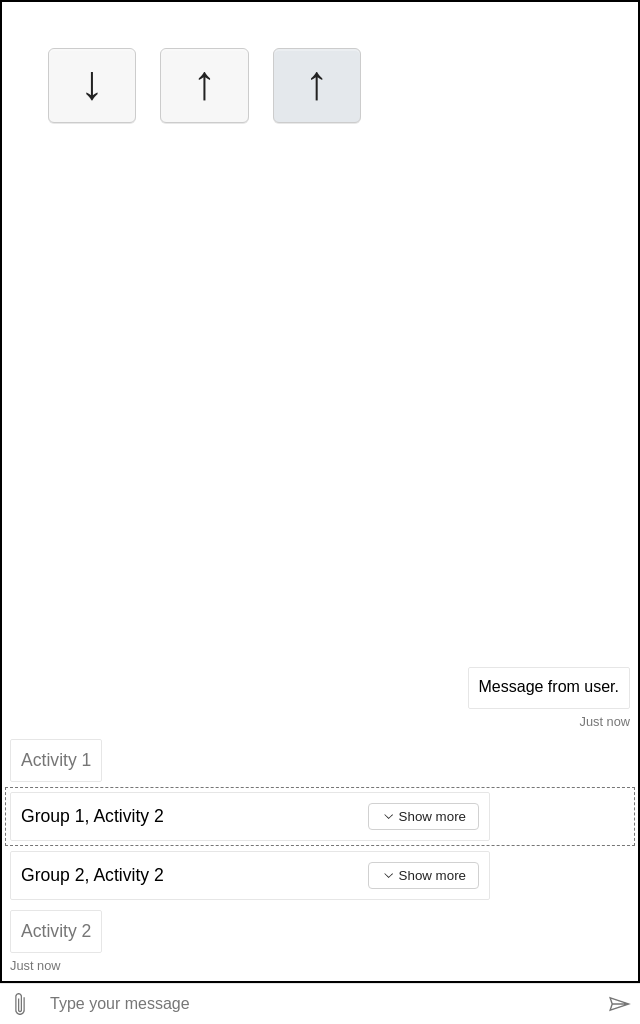 ↓ ↑ ↑
Message from user.
Just now
Activity 1
Group 1, Activity 2 Show more
Group 2, Activity 2 Show more
Activity 2
Just now
Type your message